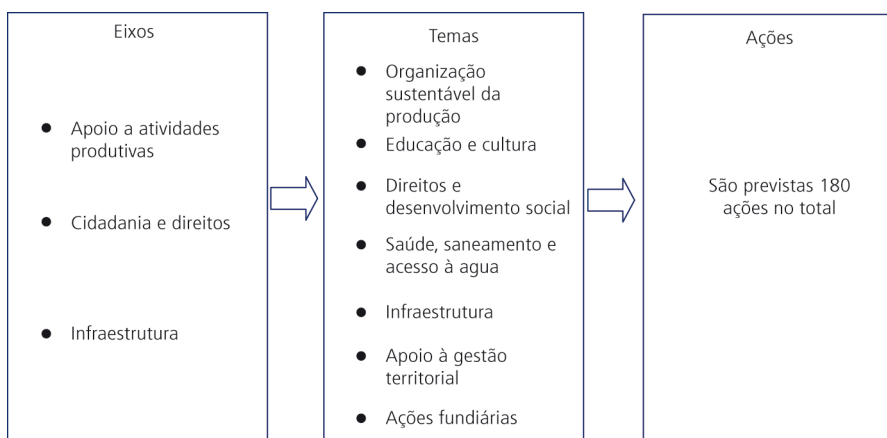 Eixos
● Apoio a atividades
produtivas
● Cidadania e direitos
● Infraestrutura
Temas
● Organização
sustentável da
produção
● Educação e cultura
● Direitos e
desenvolvimento social
● Saúde, saneamento e
acesso à agua
● Infraestrutura
● Apoio à gestão
territorial
● Ações fundiárias
Ações
São previstas 180
ações no total